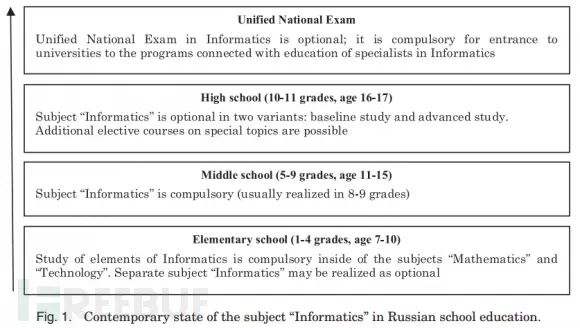 Unified National Exam
Unified National Exam in Informatics is optional; it is compulsory for entrance to
universities to the programs connected with education of specialists in Informatics
High school (10-11 grades, age 16-17)
Subject “Informatics” is optional in two variants: baseline study and advanced study.
Additional elective courses on special topics are possible
Middle school (5-9 grades, age 11-15)
Subject “Informatics” is compulsory (usually realized in 8-9 grades)
Elementary school (1-4 grades, age 7-10)
Study of elements of Informatics is compulsory inside of the subjects “Mathematics” and
“Technology”. Separate subject “Informatics” may be realized as optional
FREEBUF
Fig. 1. Contemporary state of the subject “Informatics” in Russian school education.